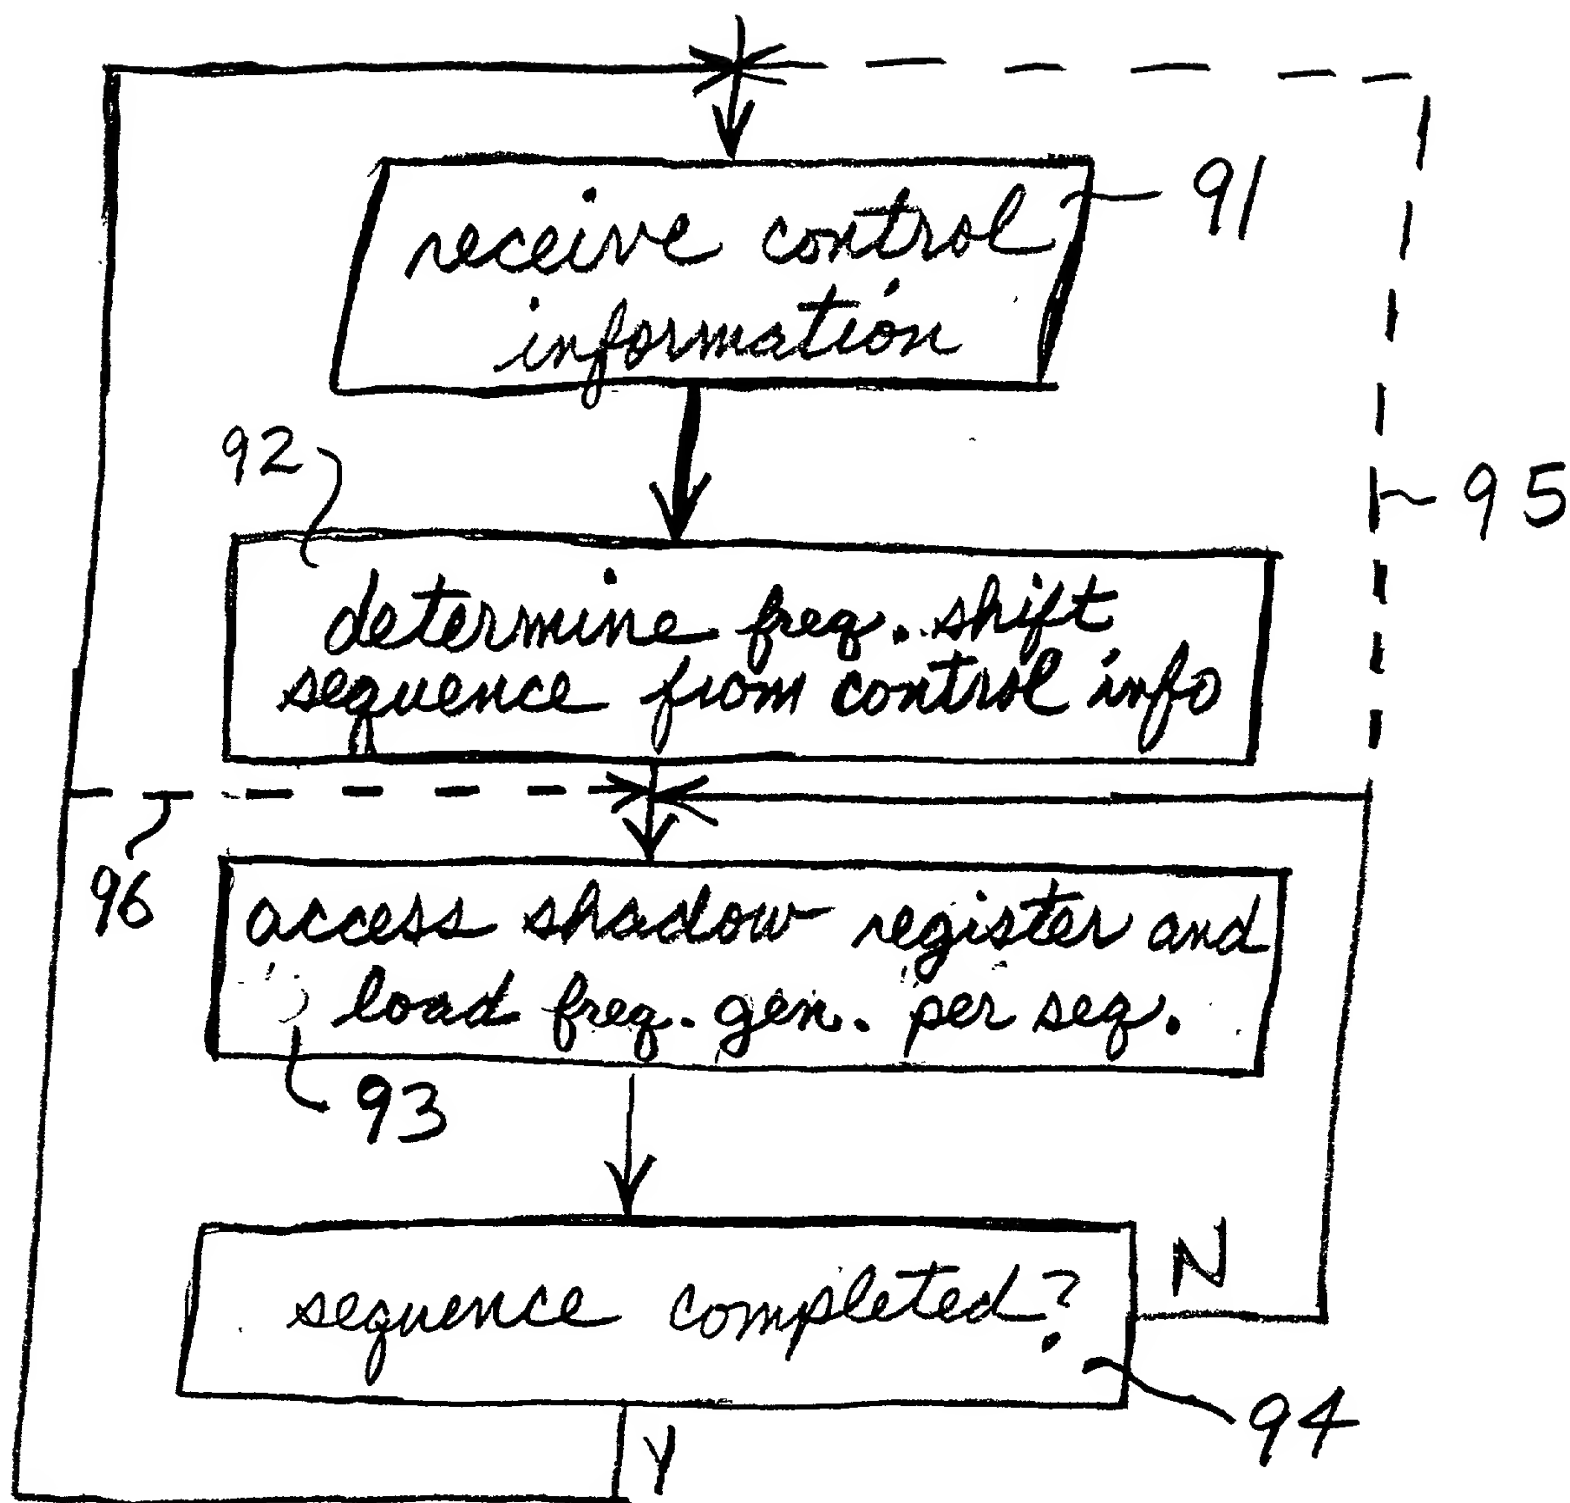 91
receive control
information
92
95
determine freq. shift
sequence from control info
96
access shadow register and
load freq. gen. per seq.
93
N
sequence completed?
94
Y